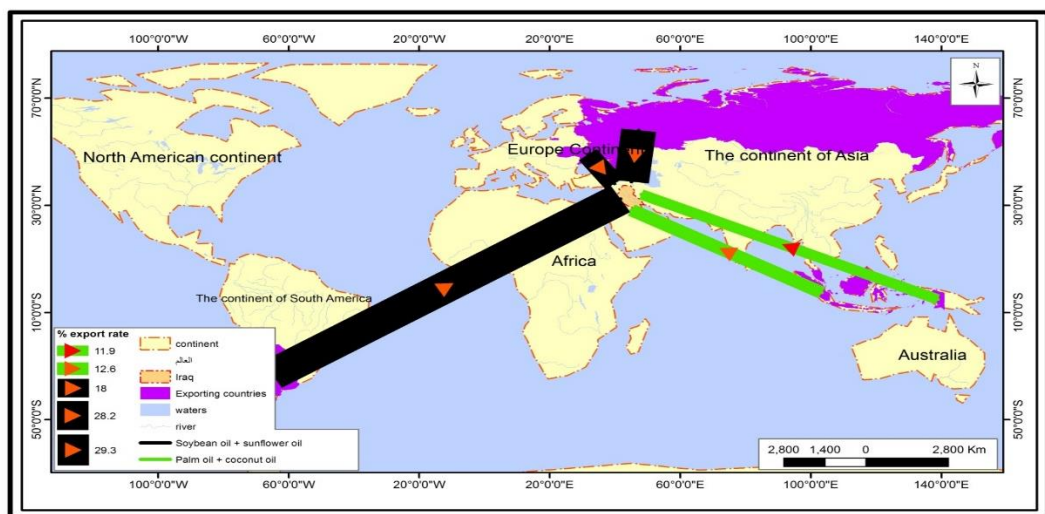 100°0'0"W 60°0'0"W 20°0'0"W 20°0'0"E 60°0'0"E 100°0'0"E 140°0'0"E
N
70°0'0"N 70°0'0"N
Europe Continent
North American continent The continent of Asia
30°0'0"N 30°0'0"N
Africa
The continent of South America
10°0'0"S 10°0'0"S
Australia
50°0'0"S 50°0'0"S
% export rate
11.9
12.6
18
28.2
29.3
continent
العالم
Iraq
Exporting countries
waters
river
Soybean oil + sunflower oil
Palm oil + coconut oil
2,800 1,400 0 2,800 Km
100°0'0"W 60°0'0"W 20°0'0"W 20°0'0"E 60°0'0"E 100°0'0"E 140°0'0"E